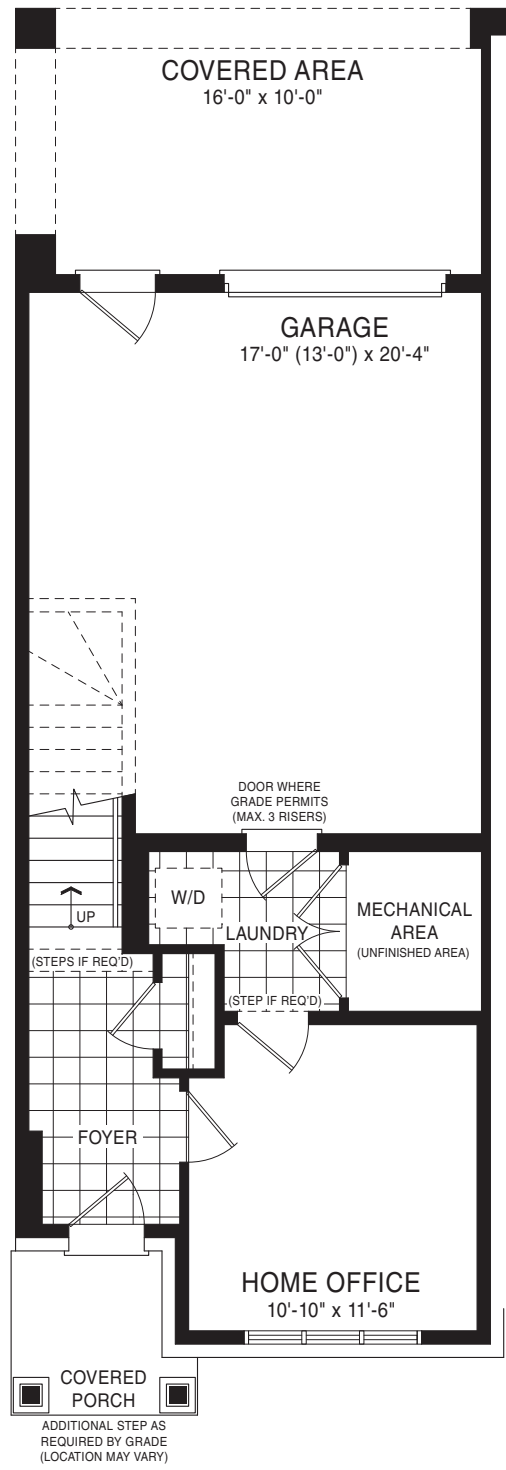 COVERED AREA
16'-0" x 10'-0"
GARAGE
17'-0" (13'-0") x 20'-4"
DOOR WHERE
GRADE PERMITS
(MAX. 3 RISERS)
W/D
UP
LAUNDRY
MECHANICAL
AREA
(UNFINISHED AREA)
(STEPS IF REQ'D)
(STEP IF REQ'D)
FOYER
HOME OFFICE
10'-10" x 11'-6"
COVERED
PORCH
ADDITIONAL STEP AS
REQUIRED BY GRADE
(LOCATION MAY VARY)